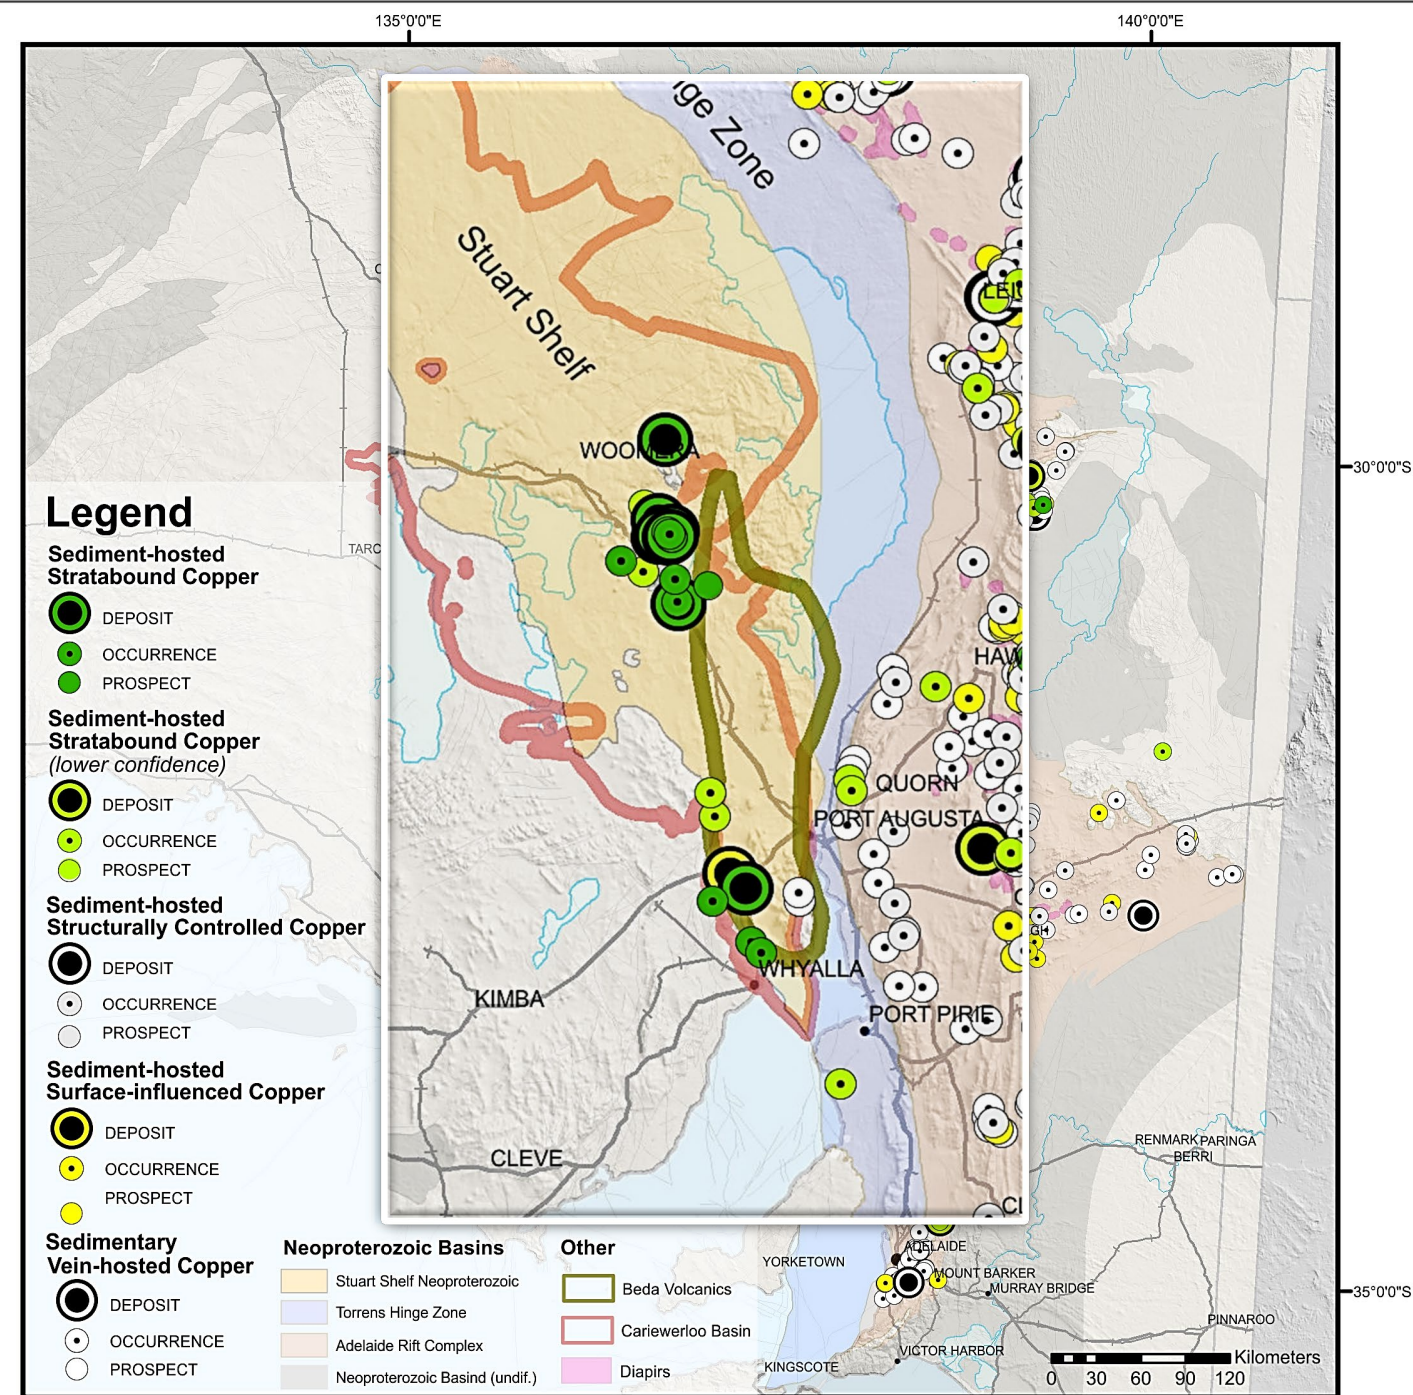 135°0'0"E
140°0'0"E
Hinge Zone
Stuart Shelf
LEI
WOOMERA
30°0'0"S
TARC
HAW
QUORN
PORT AUGUSTA
WHYALLA
KIMBA
PORT PIRIE
CLEVE
CL
RENMARK PARINGA
BERRI
ADELAIDE
YORKETOWN
MOUNT BARKER
MURRAY BRIDGE
35°0'0"S
PINNAROO
VICTOR HARBOR
KINGSCOTE
Kilometers
0 30 60 90 120
Legend
Sediment-hosted
Stratabound Copper
DEPOSIT
OCCURRENCE
PROSPECT
Sediment-hosted
Stratabound Copper
(lower confidence)
DEPOSIT
OCCURRENCE
PROSPECT
Sediment-hosted
Structurally Controlled Copper
DEPOSIT
OCCURRENCE
PROSPECT
Sediment-hosted
Surface-influenced Copper
DEPOSIT
OCCURRENCE
PROSPECT
Sedimentary
Vein-hosted Copper
DEPOSIT
OCCURRENCE
PROSPECT
Neoproterozoic Basins
Stuart Shelf Neoproterozoic
Torrens Hinge Zone
Adelaide Rift Complex
Neoproterozoic Basind (undif.)
Other
Beda Volcanics
Cariewerloo Basin
Diapirs